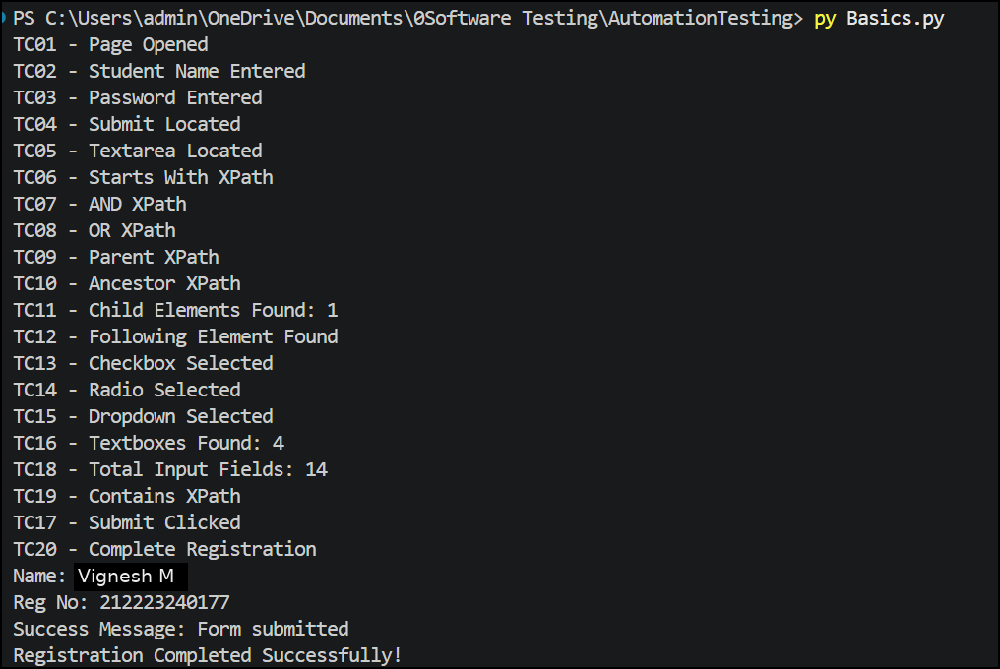 PS C:\Users\admin\OneDrive\Documents\0Software Testing\AutomationTesting> py Basics.py
TC01 - Page Opened
TC02 - Student Name Entered
TC03 - Password Entered
TC04 - Submit Located
TC05 - Textarea Located
TC06 - Starts With XPath
TC07 - AND XPath
TC08 - OR XPath
TC09 - Parent XPath
TC10 - Ancestor XPath
TC11 - Child Elements Found: 1
TC12 - Following Element Found
TC13 - Checkbox Selected
TC14 - Radio Selected
TC15 - Dropdown Selected
TC16 - Textboxes Found: 4
TC18 - Total Input Fields: 14
TC19 - Contains XPath
TC17 - Submit Clicked
TC20 - Complete Registration
Name: Vignesh M
Reg No: 212223240177
Success Message: Form submitted
Registration Completed Successfully!